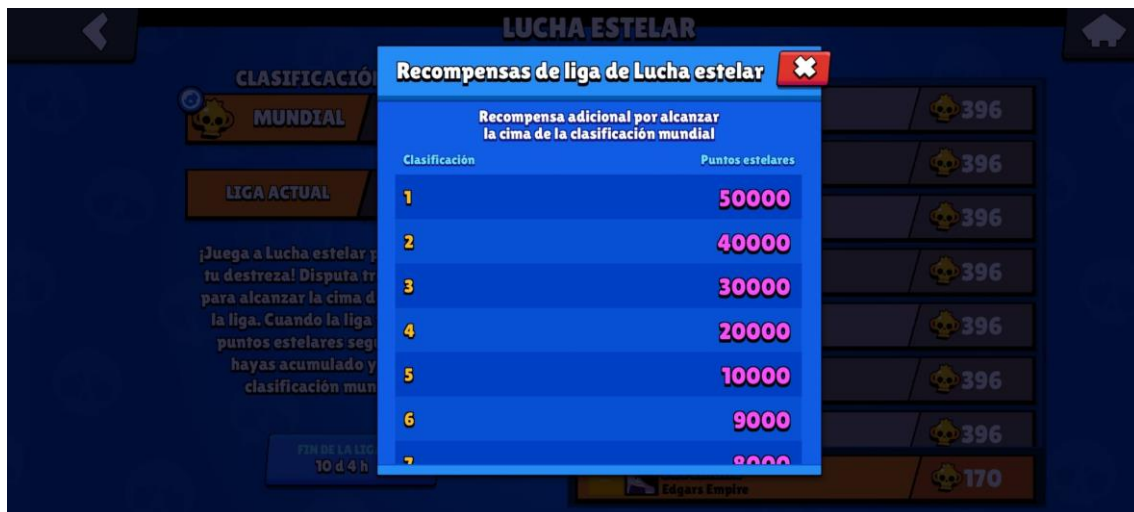 LUCHA ESTELAR
Recompensas de liga de Lucha estelar
Recompensa adicional por alcanzar
la cima de la clasificación mundial
Clasificación Puntos estelares
1 50000
2 40000
3 30000
4 20000
5 10000
6 9000
7 8000
CLASIFICACIÓ
MUNDIAL
LIGA ACTUAL
¡Juega a Lucha estelar p
tu destreza! Disputa tr
para alcanzar la cima d
la liga. Cuando la liga
puntos estelares segú
hayas acumulado y
clasificación mun
FIN DE LA LIG
10 d 4 h
396
396
396
396
396
396
396
170
Edgars Empire